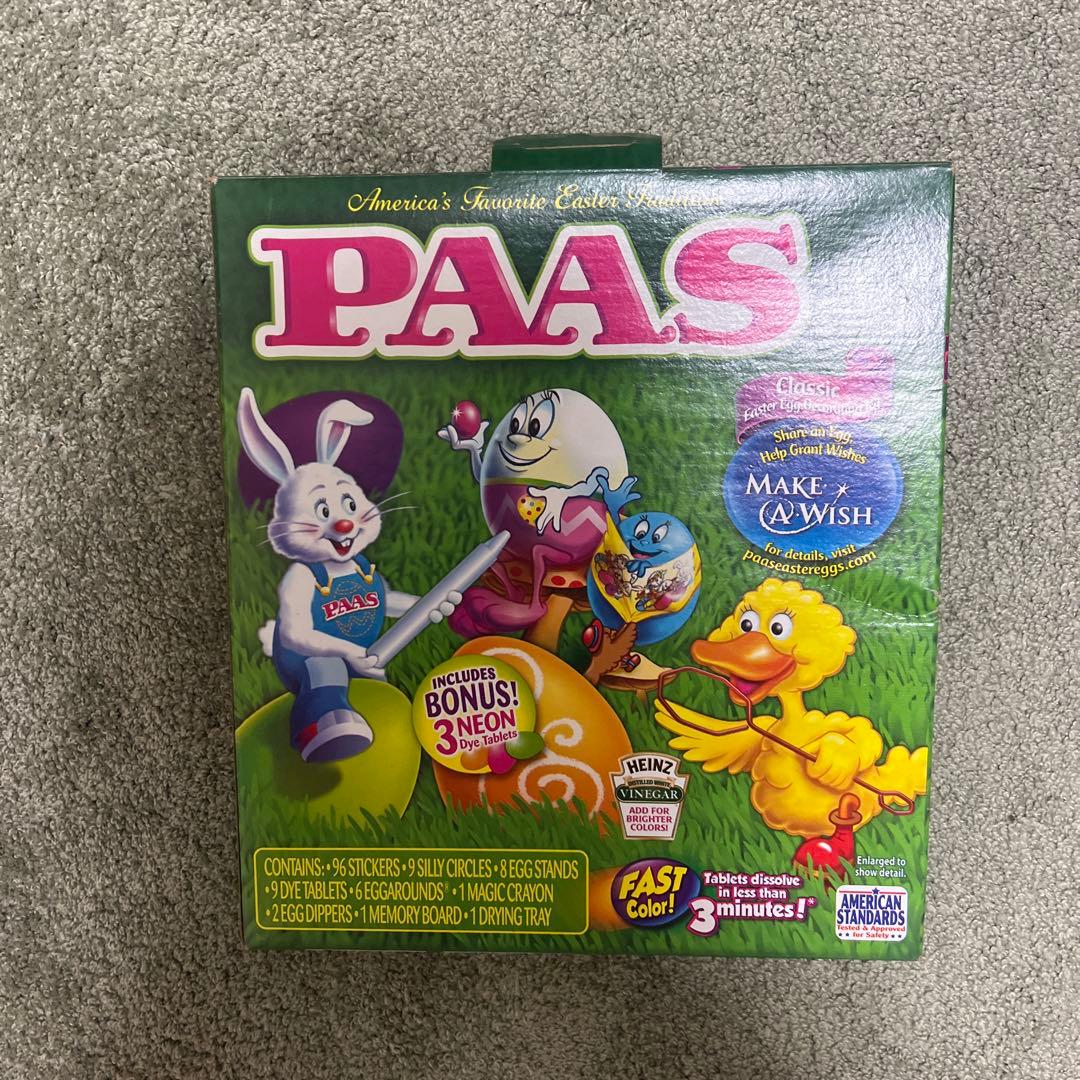 America's Favorite Easter Tradition
PAAS
Classic
Easter Egg Decorating Kit
Share an Egg,
Help Grant Wishes
MAKE
A WISH®
for details, visit
paaseastereggs.com
PAAS
INCLUDES
BONUS!
3 NEON
Dye Tablets
HEINZ
DISTILLED WHITE
VINEGAR
ADD FOR
BRIGHTER
COLORS!
CONTAINS: • 96 STICKERS • 9 SILLY CIRCLES • 8 EGG STANDS
• 9 DYE TABLETS • 6 EGGAROUNDS® • 1 MAGIC CRAYON
• 2 EGG DIPPERS • 1 MEMORY BOARD • 1 DRYING TRAY
FAST
Color!
Tablets dissolve
in less than
3 minutes!*
Enlarged to
show detail.
AMERICAN
STANDARDS
Tested & Approved
for Safety